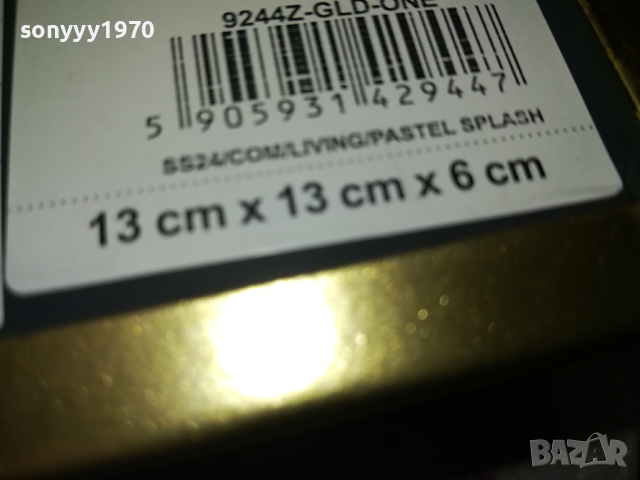 sonyyy1970
9244Z-GLD-ONE
5 905931 429447
SS24/COM/LIVING/PASTEL SPLASH
13 cm x 13 cm x 6 cm
BAZAR